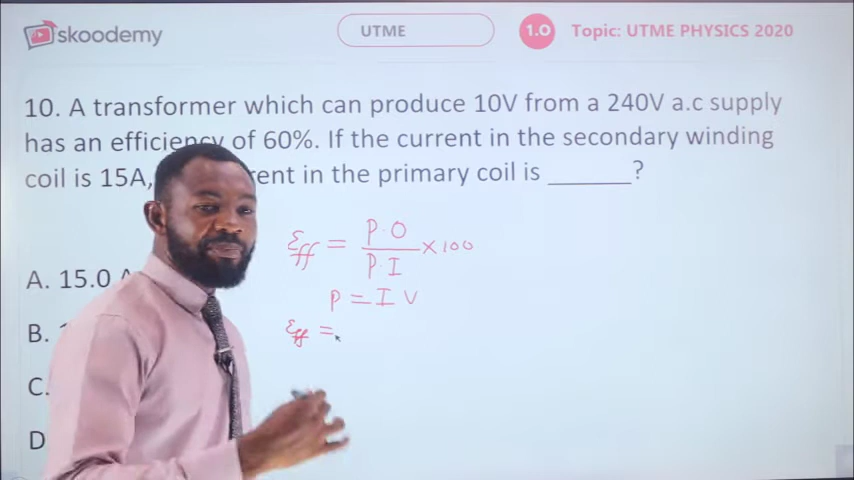 skoodemy
UTME
1.0
Topic: UTME PHYSICS 2020
10. A transformer which can produce 10V from a 240V a.c supply
has an efficiency of 60%. If the current in the secondary winding
coil is 15A, in the primary coil is ______?
Eff = P.O / P.I × 100
P = IV
Eff =
A. 15.0
B.
C.
D